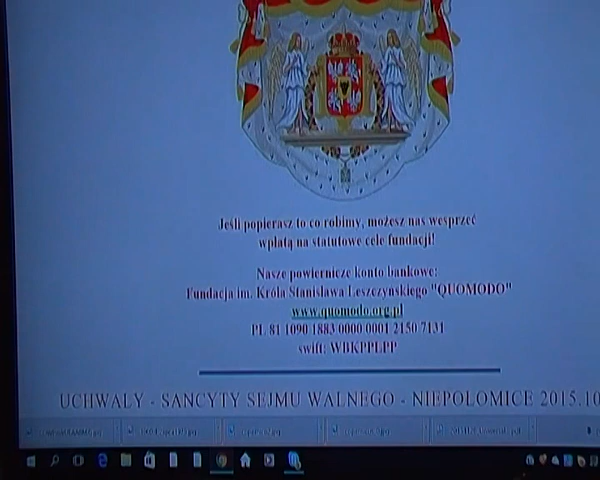 Jeśli popierasz to co robimy, możesz nas wesprzeć
wpłatą na statutowe cele fundacji!
Nasze powiernicze konto bankowe:
Fundacja im. Króla Stanisława Leszczyńskiego "QUOMODO"
www.quomodo.org.pl
PL 81 1090 1883 0000 0001 2150 7131
swift: WBKPPLPP
UCHWAŁY - SANCYTY SEJMU WALNEGO - NIEPOŁOMICE 2015.10